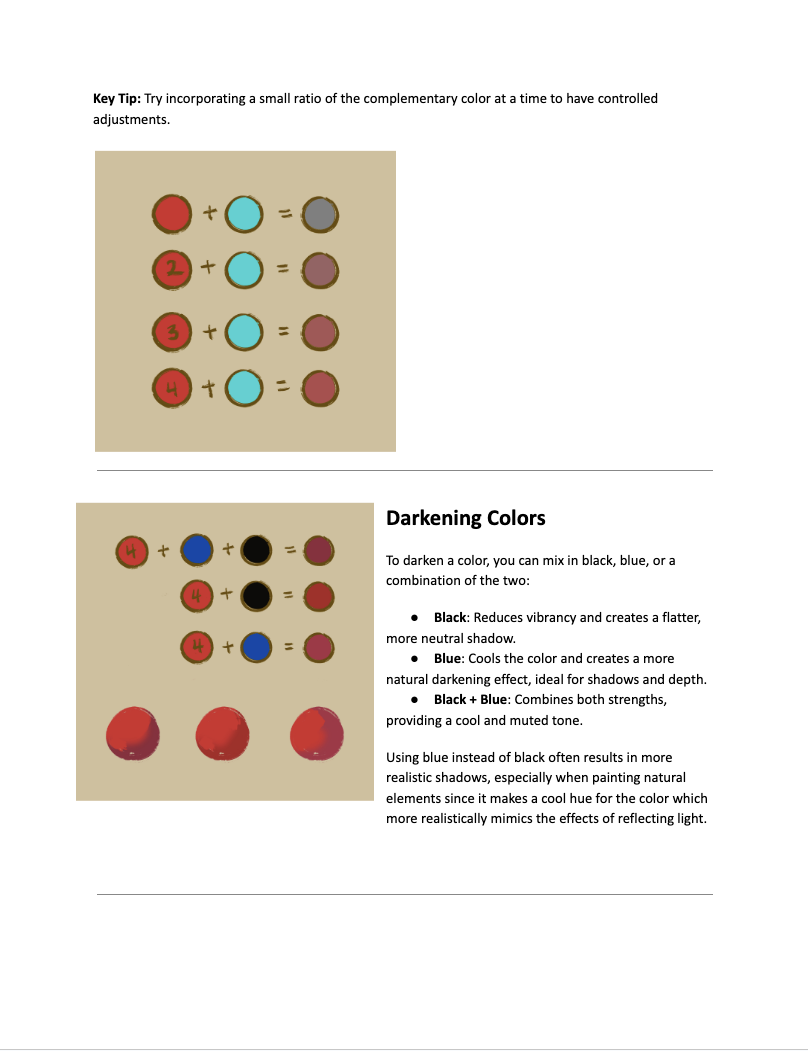 Key Tip: Try incorporating a small ratio of the complementary color at a time to have controlled
adjustments.
+ =
2 + =
3 + =
4 + =
4 + + =
4 + =
4 + =
Darkening Colors
To darken a color, you can mix in black, blue, or a
combination of the two:
● Black: Reduces vibrancy and creates a flatter,
more neutral shadow.
● Blue: Cools the color and creates a more
natural darkening effect, ideal for shadows and depth.
● Black + Blue: Combines both strengths,
providing a cool and muted tone.
Using blue instead of black often results in more
realistic shadows, especially when painting natural
elements since it makes a cool hue for the color which
more realistically mimics the effects of reflecting light.